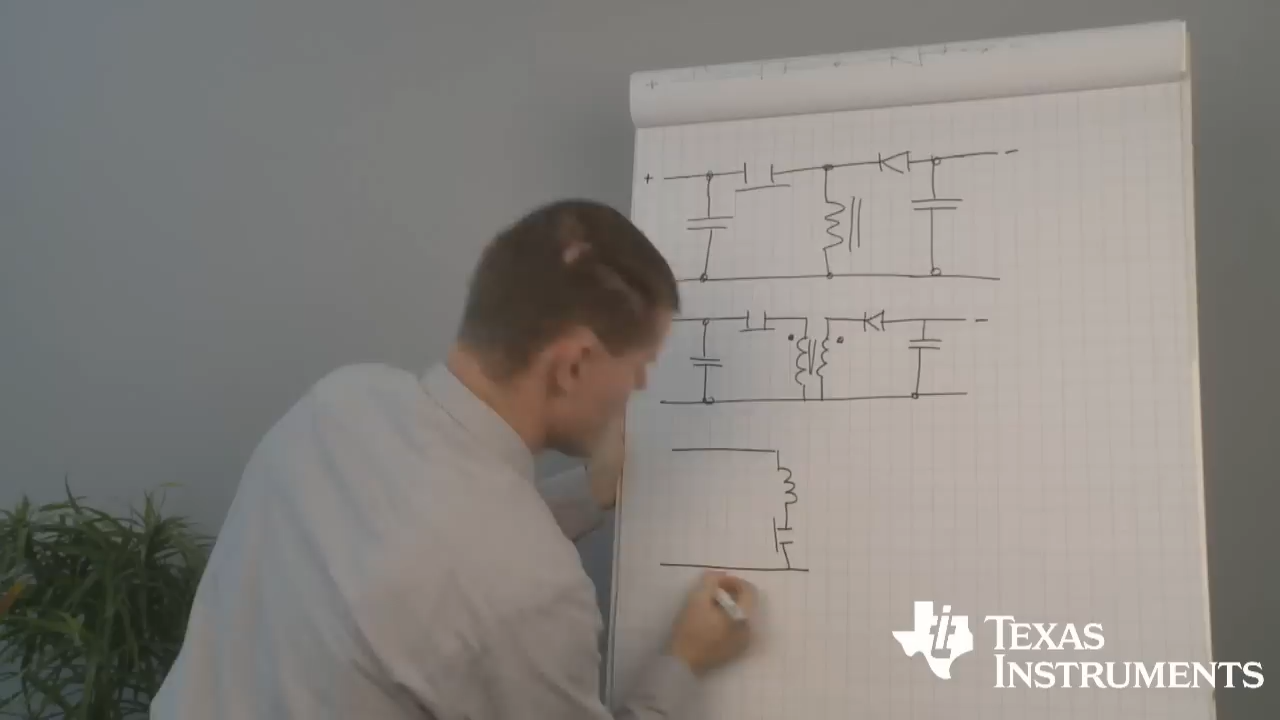 +
+ -
-
TEXAS
INSTRUMENTS